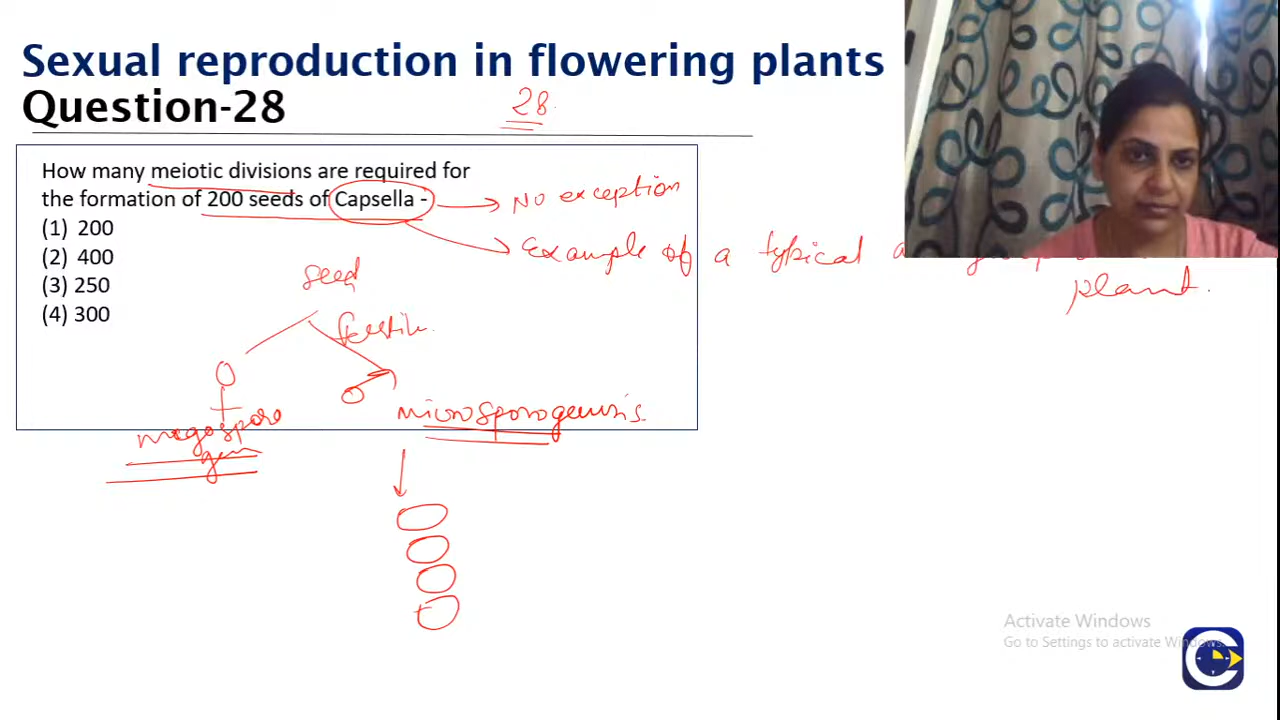 Sexual reproduction in flowering plants
Question-28
28
How many meiotic divisions are required for
the formation of 200 seeds of Capsella -
(1) 200
(2) 400
(3) 250
(4) 300
No exception
Example of a typical a
plant.
seed
fertili.
microsporogenesis.
megasporo
gen
Activate Windows
Go to Settings to activate Windows.